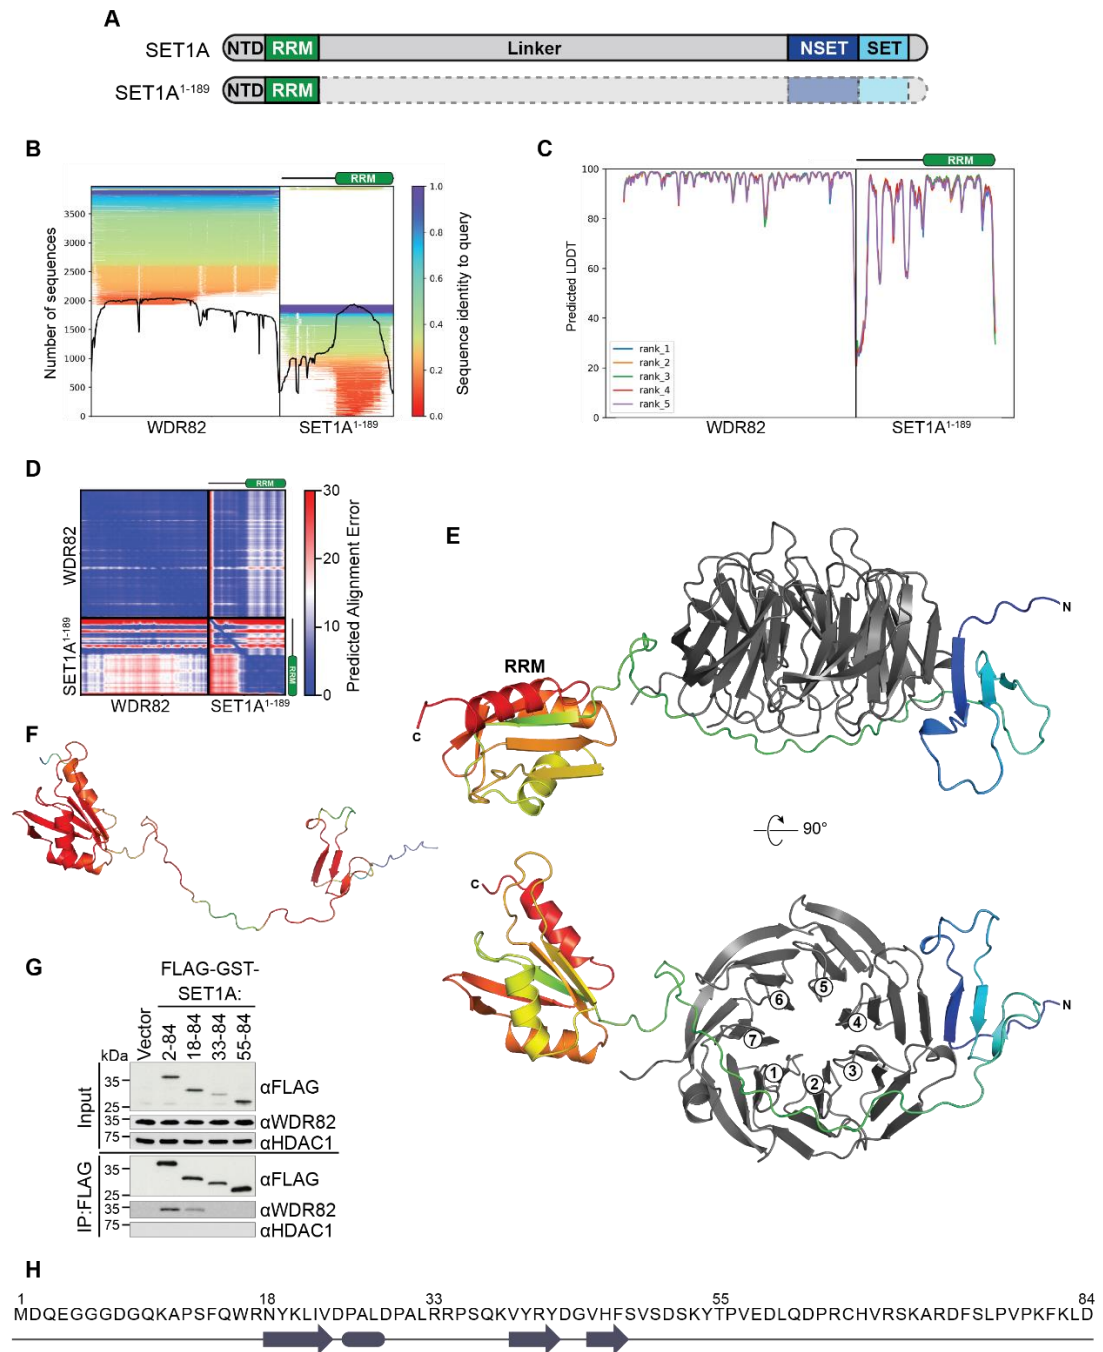 A
SET1A NTD RRM Linker NSET SET
SET1A1-189 NTD RRM
B
RRM
Number of sequences
3500
3000
2500
2000
1500
1000
500
0
WDR82 SET1A1-189
1.0
0.8
0.6
0.4
0.2
0.0
Sequence identity to query
C
RRM
Predicted LDDT
100
80
60
40
20
0
rank_1
rank_2
rank_3
rank_4
rank_5
WDR82 SET1A1-189
D
RRM
WDR82
SET1A1-189
RRM
WDR82 SET1A1-189
30
20
10
0
Predicted Alignment Error
E
RRM
C
N
90°
C
N
1
2
3
4
5
6
7
F
G
FLAG-GST-
SET1A:
kDa Vector 2-84 18-84 33-84 55-84
Input
35
25
αFLAG
35
αWDR82
75
αHDAC1
IP:FLAG
35
25
αFLAG
35
αWDR82
75
αHDAC1
H
1 18 33 55 84
MDQEGGGDGQKAPSFQWRNYKLIVDPALDPALRRPSQKVYRYDGVHFSVSDSKYTPVEDLQDPRCHVRSKARDFSLPVPKFKLD